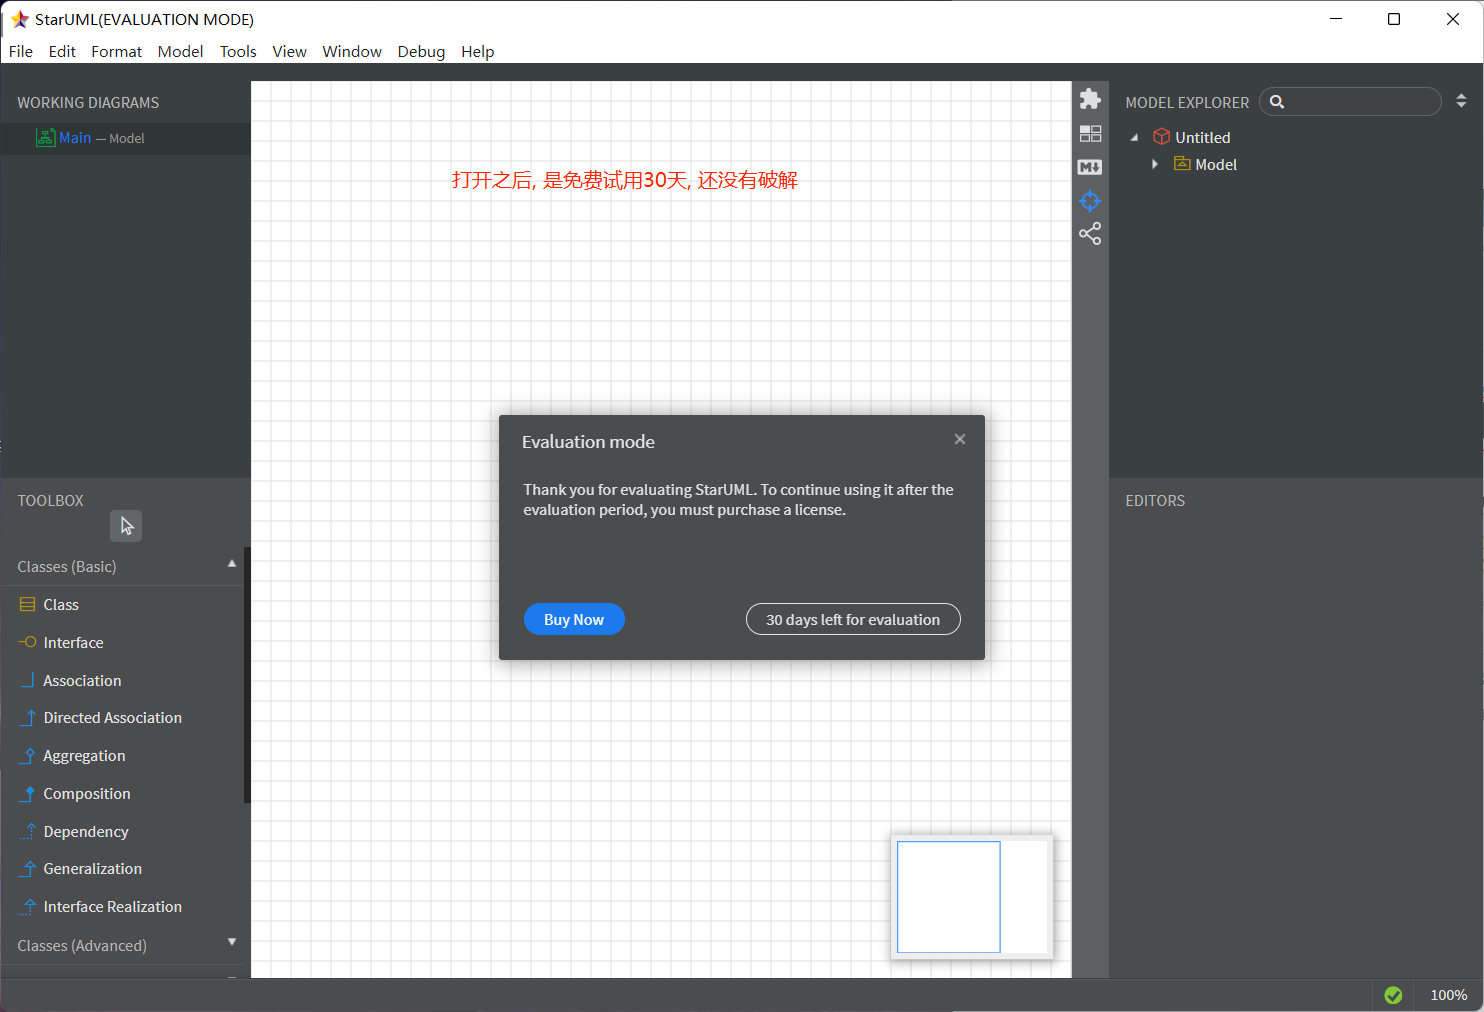 StarUML(EVALUATION MODE)
File Edit Format Model Tools View Window Debug Help
WORKING DIAGRAMS
Main — Model
打开之后, 是免费试用30天, 还没有破解
MODEL EXPLORER
Untitled
Model
Evaluation mode
Thank you for evaluating StarUML. To continue using it after the
evaluation period, you must purchase a license.
Buy Now
30 days left for evaluation
TOOLBOX
Classes (Basic)
Class
Interface
Association
Directed Association
Aggregation
Composition
Dependency
Generalization
Interface Realization
Classes (Advanced)
EDITORS
100%